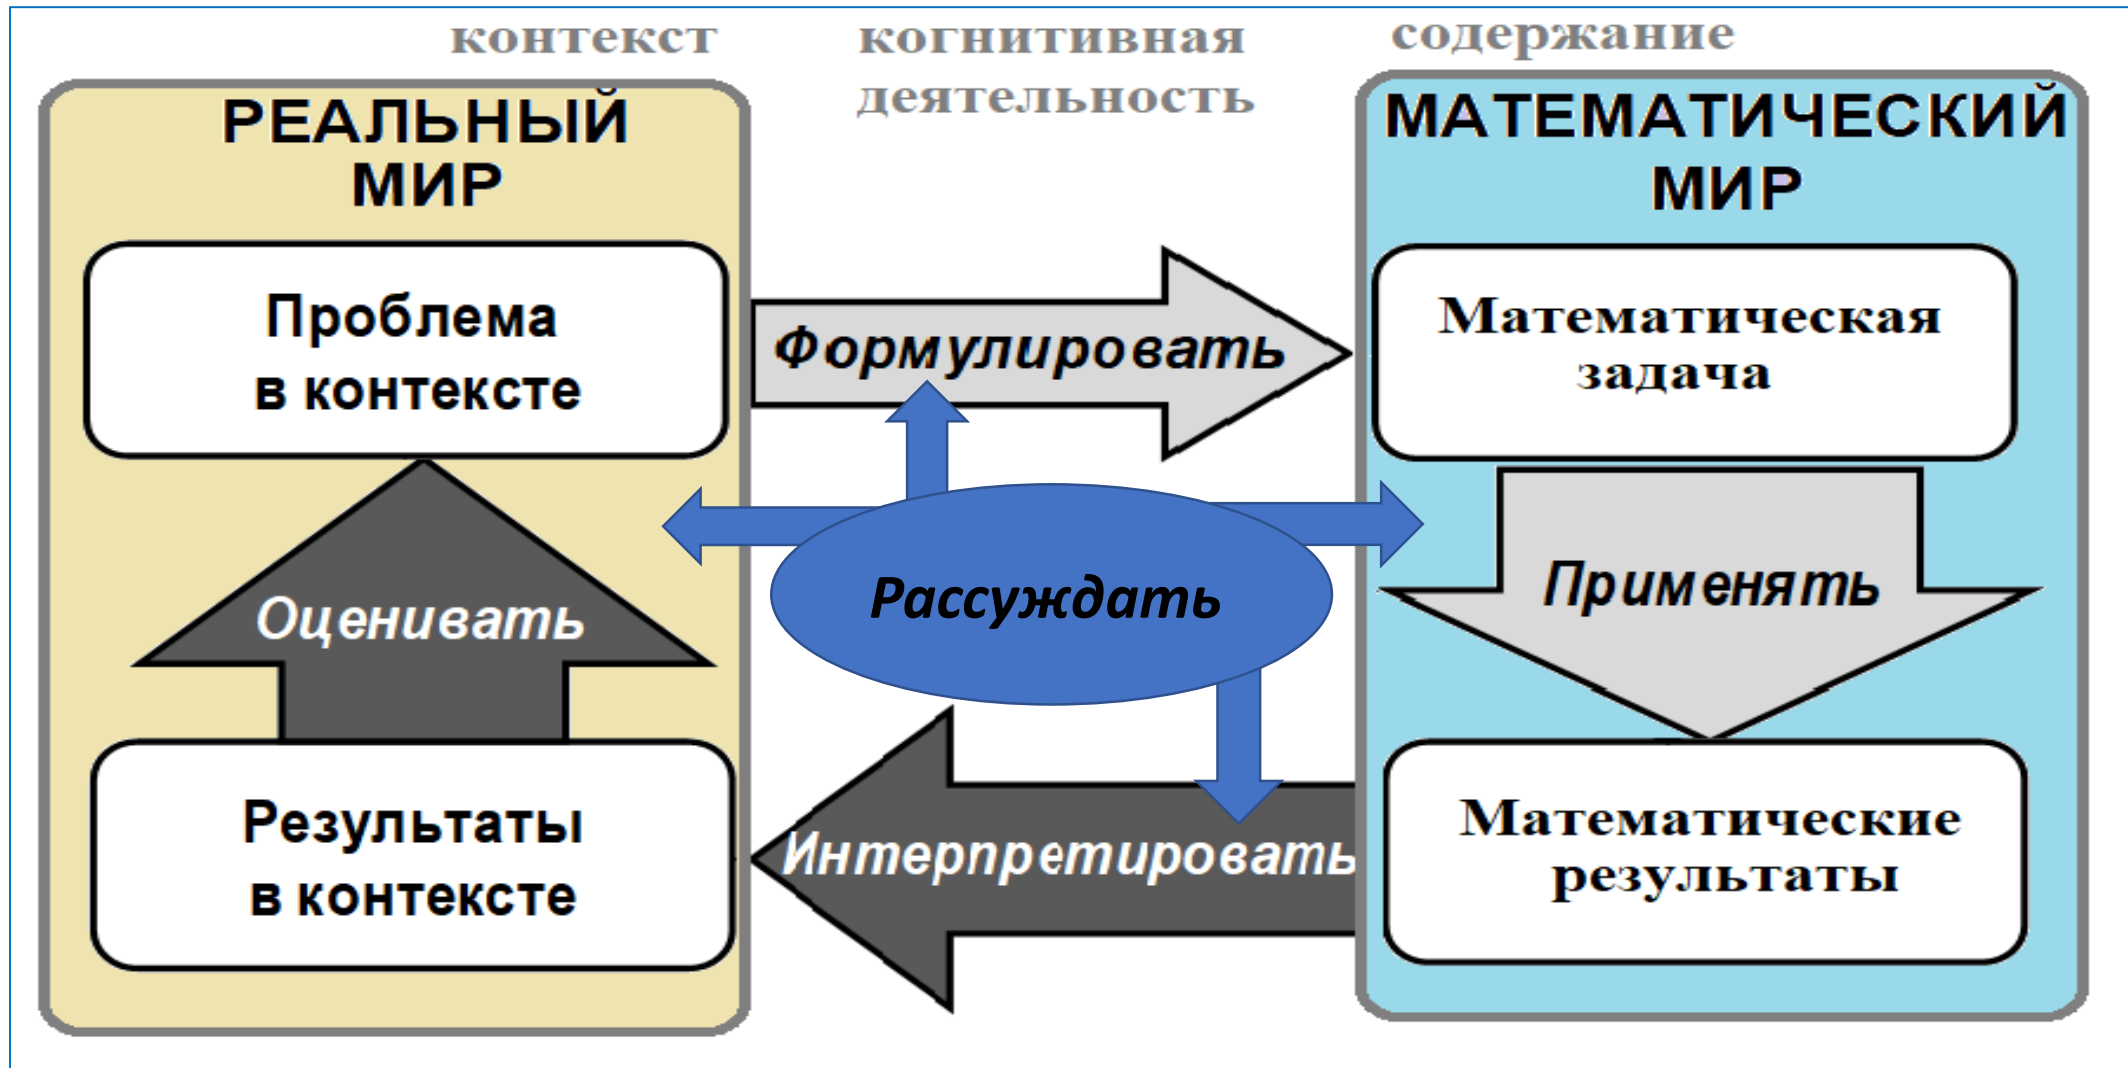 контекст
когнитивная
деятельность
содержание
РЕАЛЬНЫЙ
МИР
МАТЕМАТИЧЕСКИЙ
МИР
Проблема
в контексте
Формулировать
Математическая
задача
Оценивать
Рассуждать
Применять
Результаты
в контексте
Интерпретировать
Математические
результаты